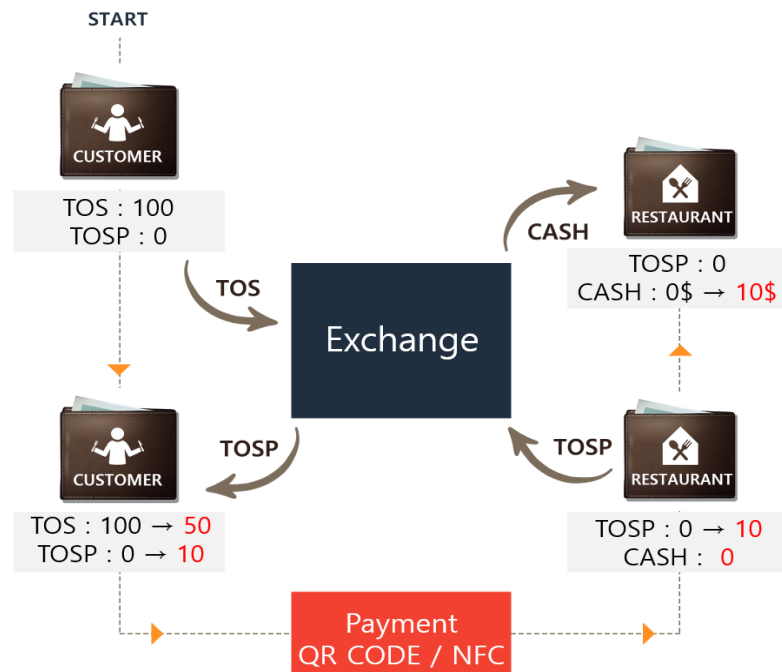 START
CUSTOMER
TOS : 100
TOSP : 0
TOS
Exchange
CASH
RESTAURANT
TOSP : 0
CASH : 0$ → 10$
CUSTOMER
TOS : 100 → 50
TOSP : 0 → 10
TOSP
TOSP
RESTAURANT
TOSP : 0 → 10
CASH : 0
Payment
QR CODE / NFC